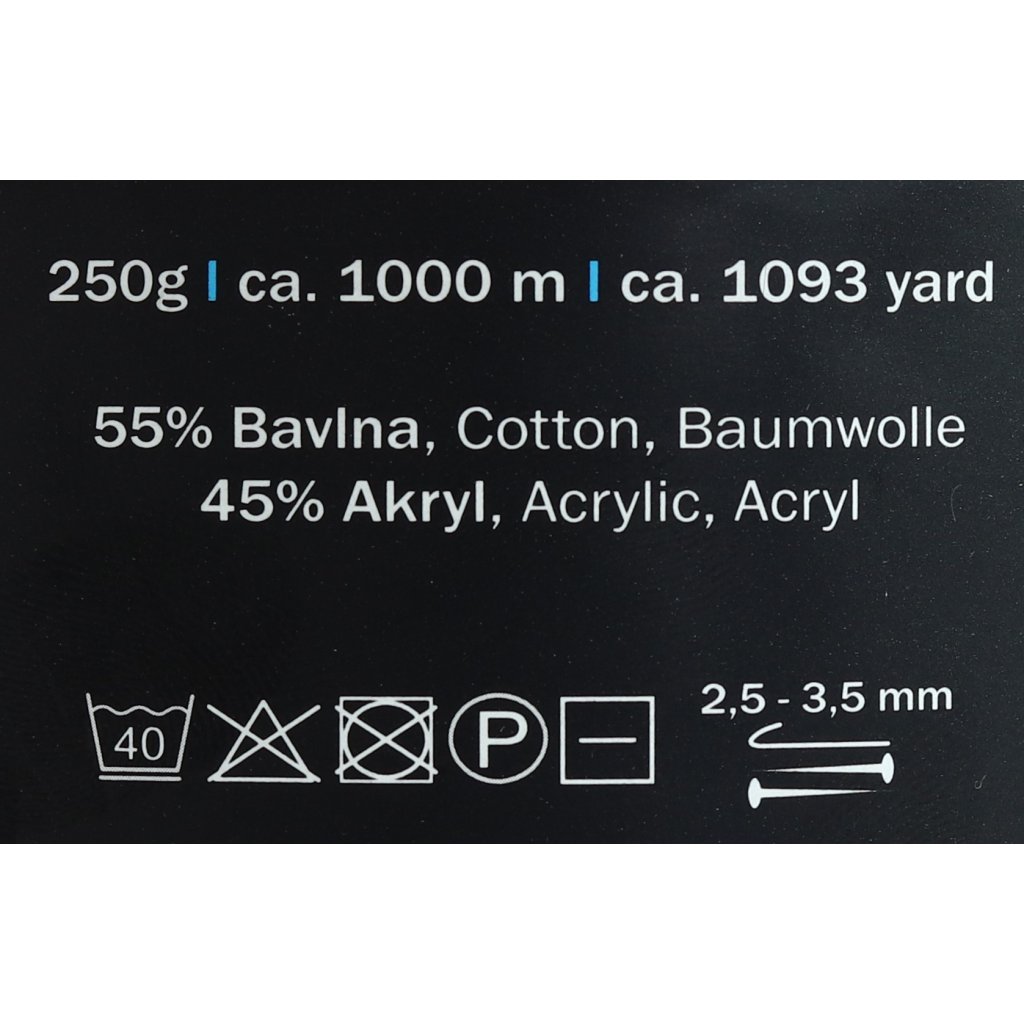 250g | ca. 1000 m | ca. 1093 yard
55% Bavlna, Cotton, Baumwolle
45% Akryl, Acrylic, Acryl
2,5 - 3,5 mm
40 P